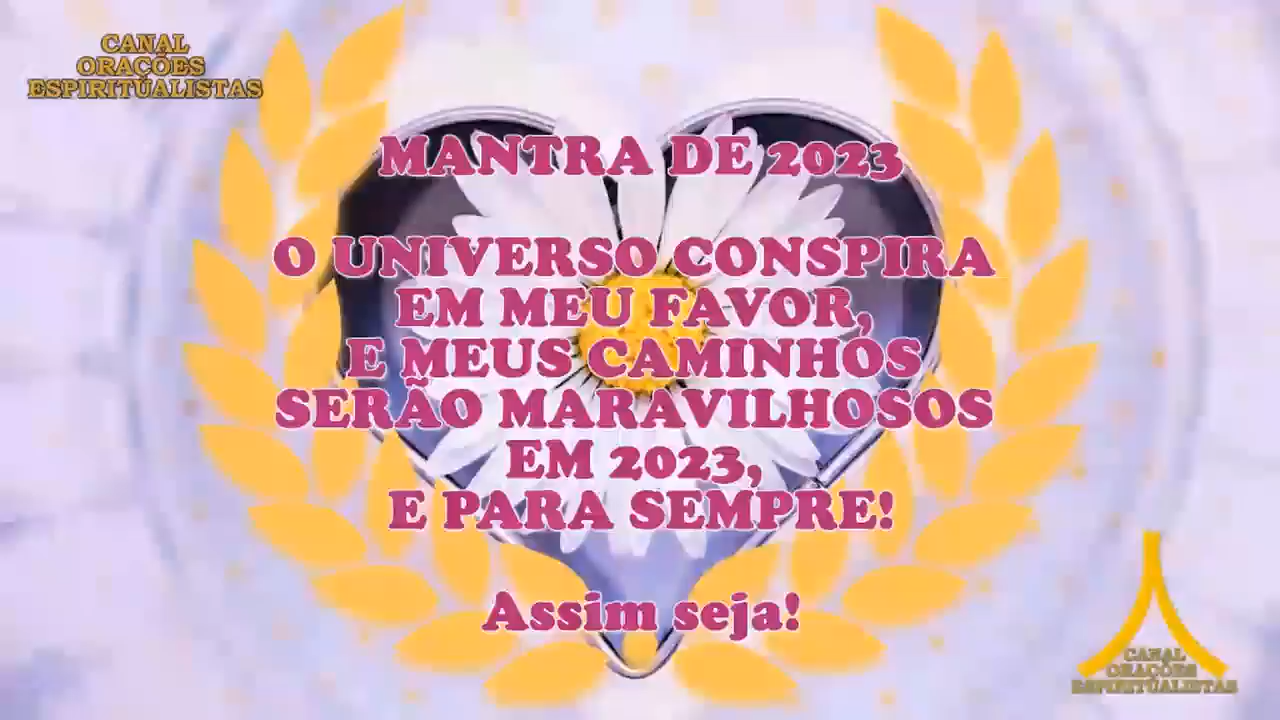 CANAL
ORAÇÕES
ESPIRITUALISTAS
MANTRA DE 2023
O UNIVERSO CONSPIRA
EM MEU FAVOR,
E MEUS CAMINHOS
SERÃO MARAVILHOSOS
EM 2023,
E PARA SEMPRE!
Assim seja!
CANAL
ORAÇÕES
ESPIRITUALISTAS